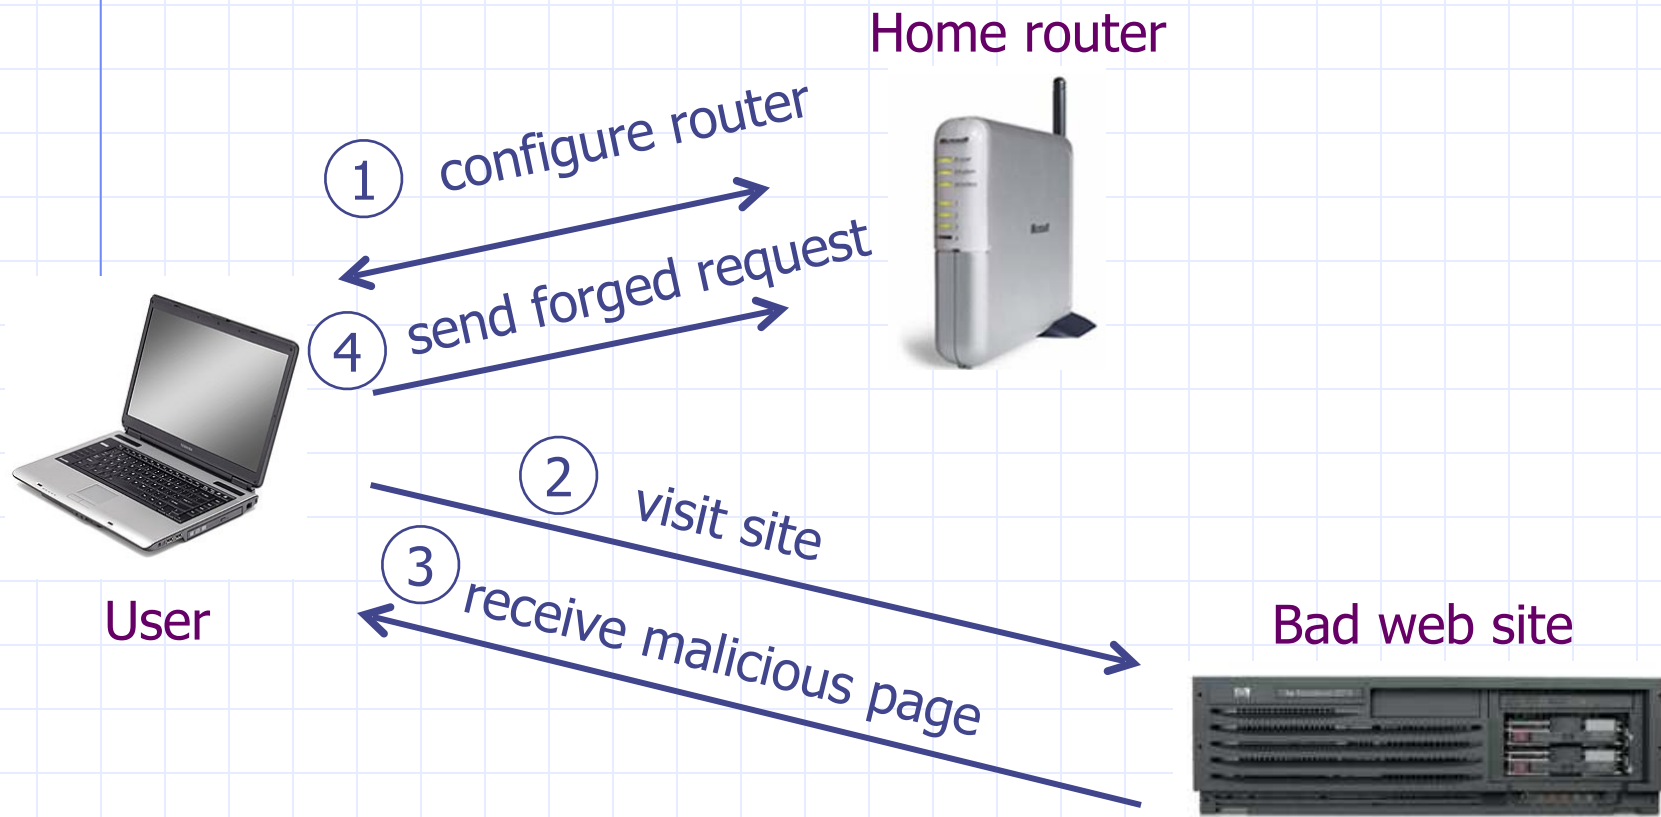 Home router
1 configure router
4 send forged request
2 visit site
3 receive malicious page
User
Bad web site
Microsoft